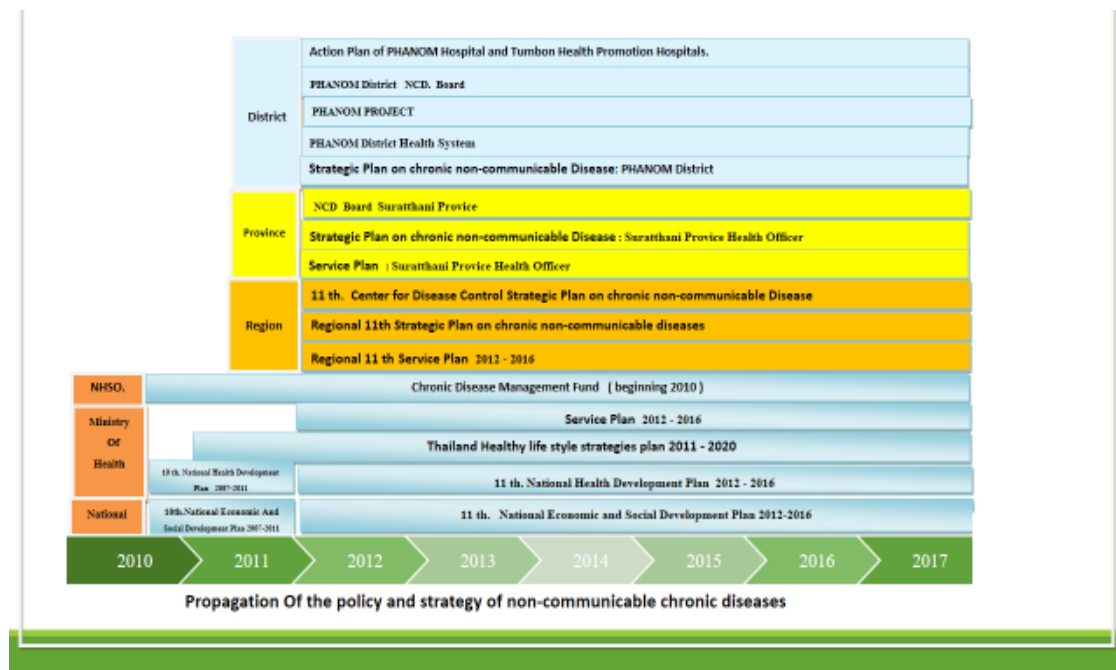 Action Plan of PHANOM Hospital and Tumbon Health Promotion Hospitals.
PHANOM District NCD. Board
District
PHANOM PROJECT
PHANOM District Health System
Strategic Plan on chronic non-communicable Disease: PHANOM District
NCD Board Suratthani Provice
Province
Strategic Plan on chronic non-communicable Disease : Suratthani Provice Health Officer
Service Plan : Suratthani Provice Health Officer
11 th. Center for Disease Control Strategic Plan on chronic non-communicable Disease
Region
Regional 11th Strategic Plan on chronic non-communicable diseases
Regional 11 th Service Plan 2012 - 2016
NHSO.
Chronic Disease Management Fund ( beginning 2010 )
Ministry
Of
Health
Service Plan 2012 - 2016
Thailand Healthy life style strategies plan 2011 - 2020
10 th. National Health Development
Plan 2007-2011
11 th. National Health Development Plan 2012 - 2016
National
10th.National Economic And
Social Development Plan 2007-2011
11 th. National Economic and Social Development Plan 2012-2016
2010
2011
2012
2013
2014
2015
2016
2017
Propagation Of the policy and strategy of non-communicable chronic diseases